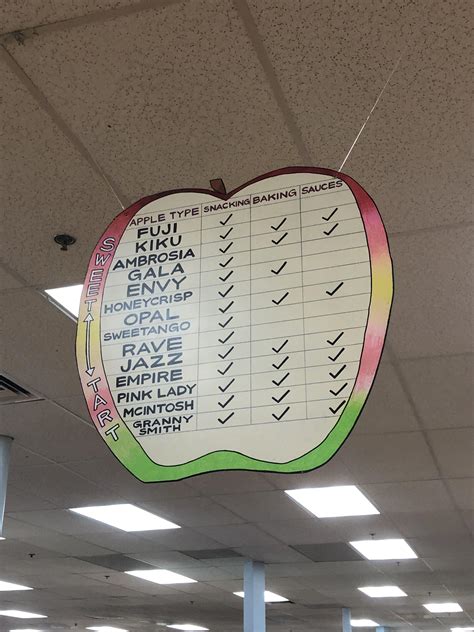 APPLE TYPE SNACKING BAKING SAUCES
FUJI
KIKU
AMBROSIA
GALA
ENVY
HONEYCRISP
OPAL
SWEETANGO
RAVE
JAZZ
EMPIRE
PINK LADY
MCINTOSH
GRANNY
SMITH
SWEET
TART